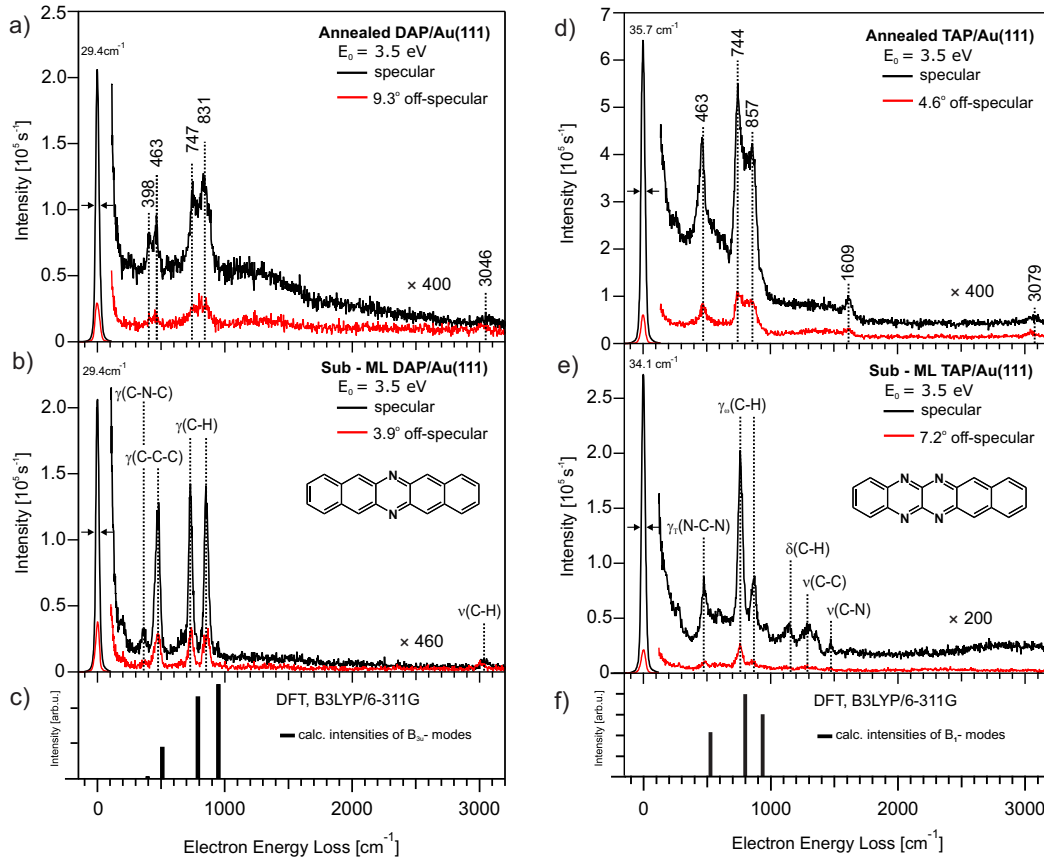 a)
Annealed DAP/Au(111)
E₀ = 3.5 eV
specular
9.3° off-specular
29.4cm⁻¹
398
463
747
831
3046
× 400
2.5
2.0
1.5
1.0
0.5
0
Intensity [10⁵ s⁻¹]
b)
Sub - ML DAP/Au(111)
E₀ = 3.5 eV
specular
3.9° off-specular
29.4cm⁻¹
γ(C-N-C)
γ(C-C-C)
γ(C-H)
ν(C-H)
N
N
× 460
2.0
1.5
1.0
0.5
0
Intensity [10⁵ s⁻¹]
c)
DFT, B3LYP/6-311G
calc. intensities of B₃ᵤ- modes
Intensity [arb.u.]
0
1000
2000
3000
Electron Energy Loss [cm⁻¹]
d)
Annealed TAP/Au(111)
E₀ = 3.5 eV
specular
4.6° off-specular
35.7 cm⁻¹
463
744
857
1609
3079
× 400
7
6
5
4
3
2
1
0
Intensity [10⁵ s⁻¹]
e)
Sub - ML TAP/Au(111)
E₀ = 3.5 eV
specular
7.2° off-specular
34.1 cm⁻¹
γω(C-H)
γτ(N-C-N)
δ(C-H)
ν(C-C)
ν(C-N)
N
N
N
N
× 200
2.5
2.0
1.5
1.0
0.5
0
Intensity [10⁵ s⁻¹]
f)
DFT, B3LYP/6-311G
calc. intensities of B₁- modes
Intensity [arb.u.]
0
1000
2000
3000
Electron Energy Loss [cm⁻¹]